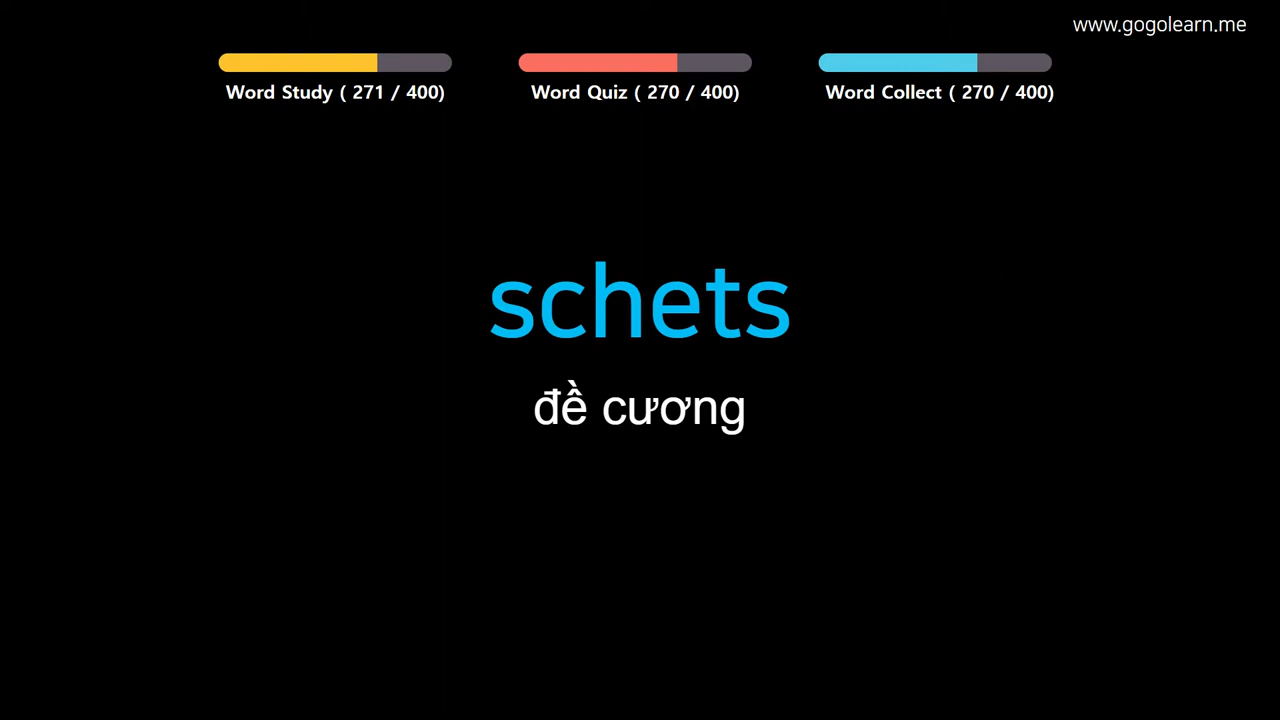 www.gogolearn.me
Word Study ( 271 / 400)
Word Quiz ( 270 / 400)
Word Collect ( 270 / 400)
schets
đề cương